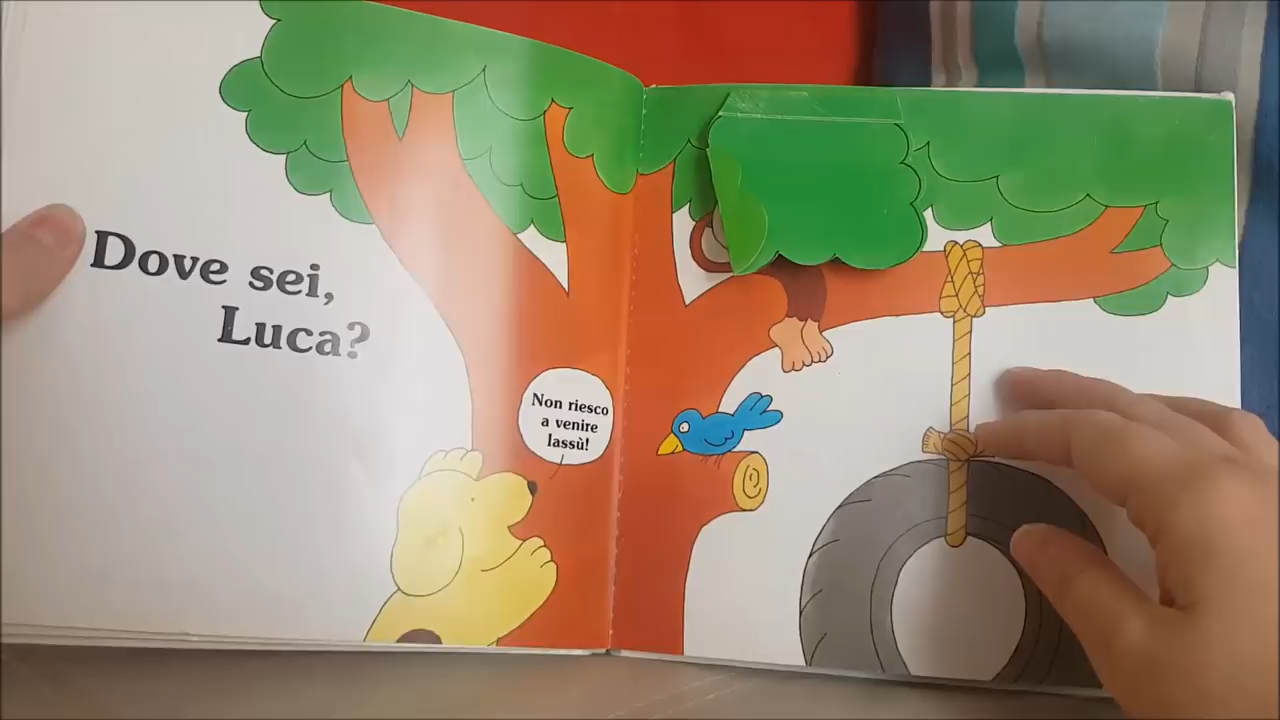 Dove sei,
Luca?
Non riesco
a venire
lassù!